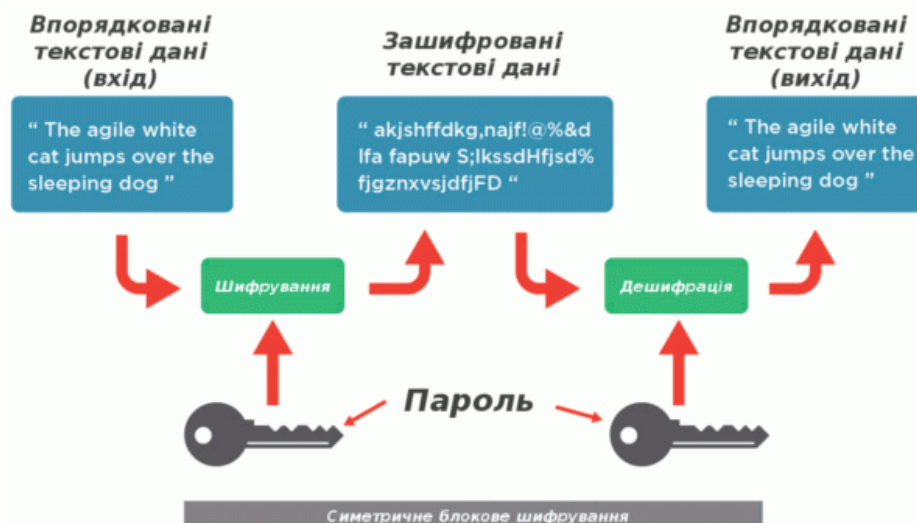 Впорядковані
текстові дані
(вхід)
Зашифровані
текстові дані
Впорядковані
текстові дані
(вихід)
“ The agile white
cat jumps over the
sleeping dog ”
“ akjshffdkg,najf!@%&d
lfa fapuw S;lkssdHfjsd%
fjgznxvsjdfjFD “
“ The agile white
cat jumps over the
sleeping dog ”
Шифрування
Дешифрація
Пароль
Симетричне блокове шифрування